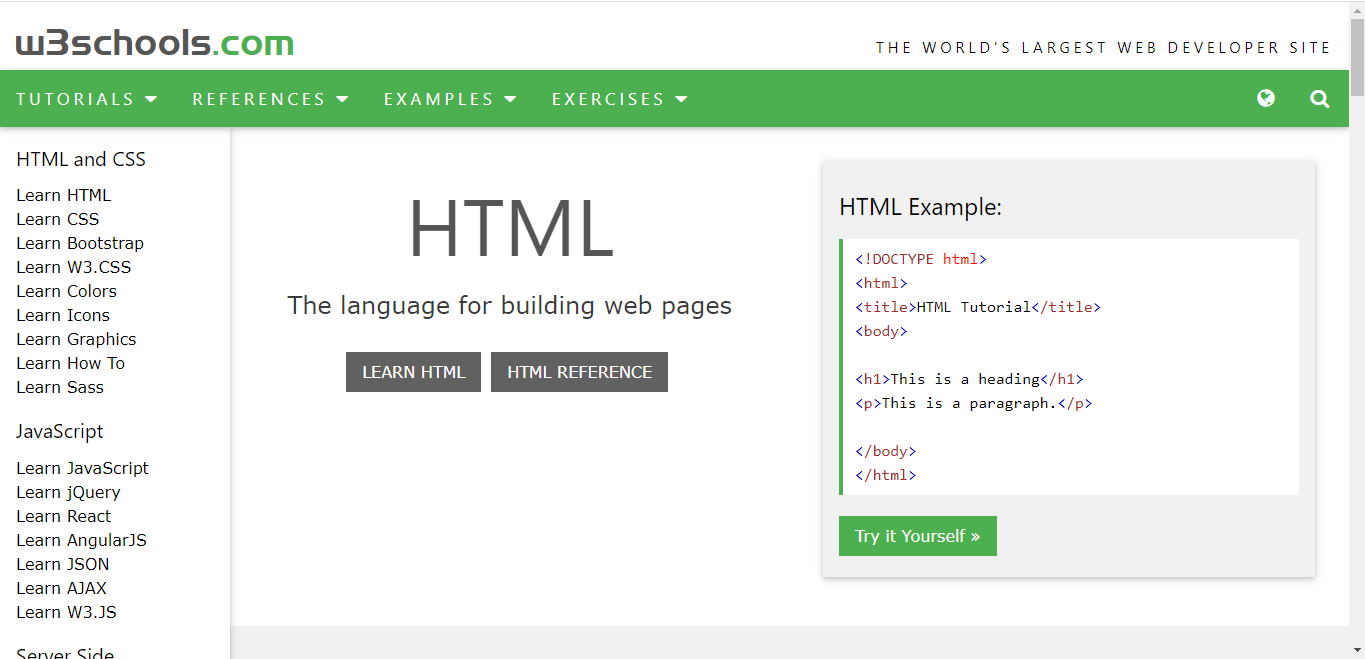 w3schools.com
THE WORLD'S LARGEST WEB DEVELOPER SITE
TUTORIALS REFERENCES EXAMPLES EXERCISES
HTML and CSS
Learn HTML
Learn CSS
Learn Bootstrap
Learn W3.CSS
Learn Colors
Learn Icons
Learn Graphics
Learn How To
Learn Sass
JavaScript
Learn JavaScript
Learn jQuery
Learn React
Learn AngularJS
Learn JSON
Learn AJAX
Learn W3.JS
Server Side
HTML
The language for building web pages
LEARN HTML HTML REFERENCE
HTML Example:
<!DOCTYPE html>
<html>
<title>HTML Tutorial</title>
<body>
<h1>This is a heading</h1>
<p>This is a paragraph.</p>
</body>
</html>
Try it Yourself »